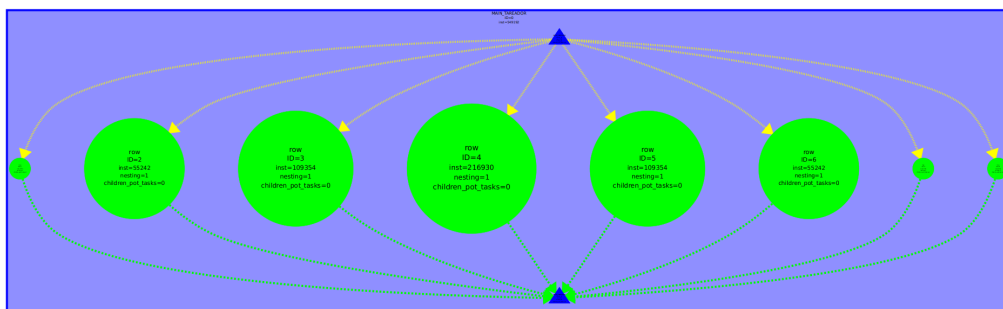 MAIN_TAREADOR
row
ID=2
inst=55242
nesting=1
children_pot_tasks=0
row
ID=3
inst=109354
nesting=1
children_pot_tasks=0
row
ID=4
inst=216930
nesting=1
children_pot_tasks=0
row
ID=5
inst=109354
nesting=1
children_pot_tasks=0
row
ID=6
inst=55242
nesting=1
children_pot_tasks=0